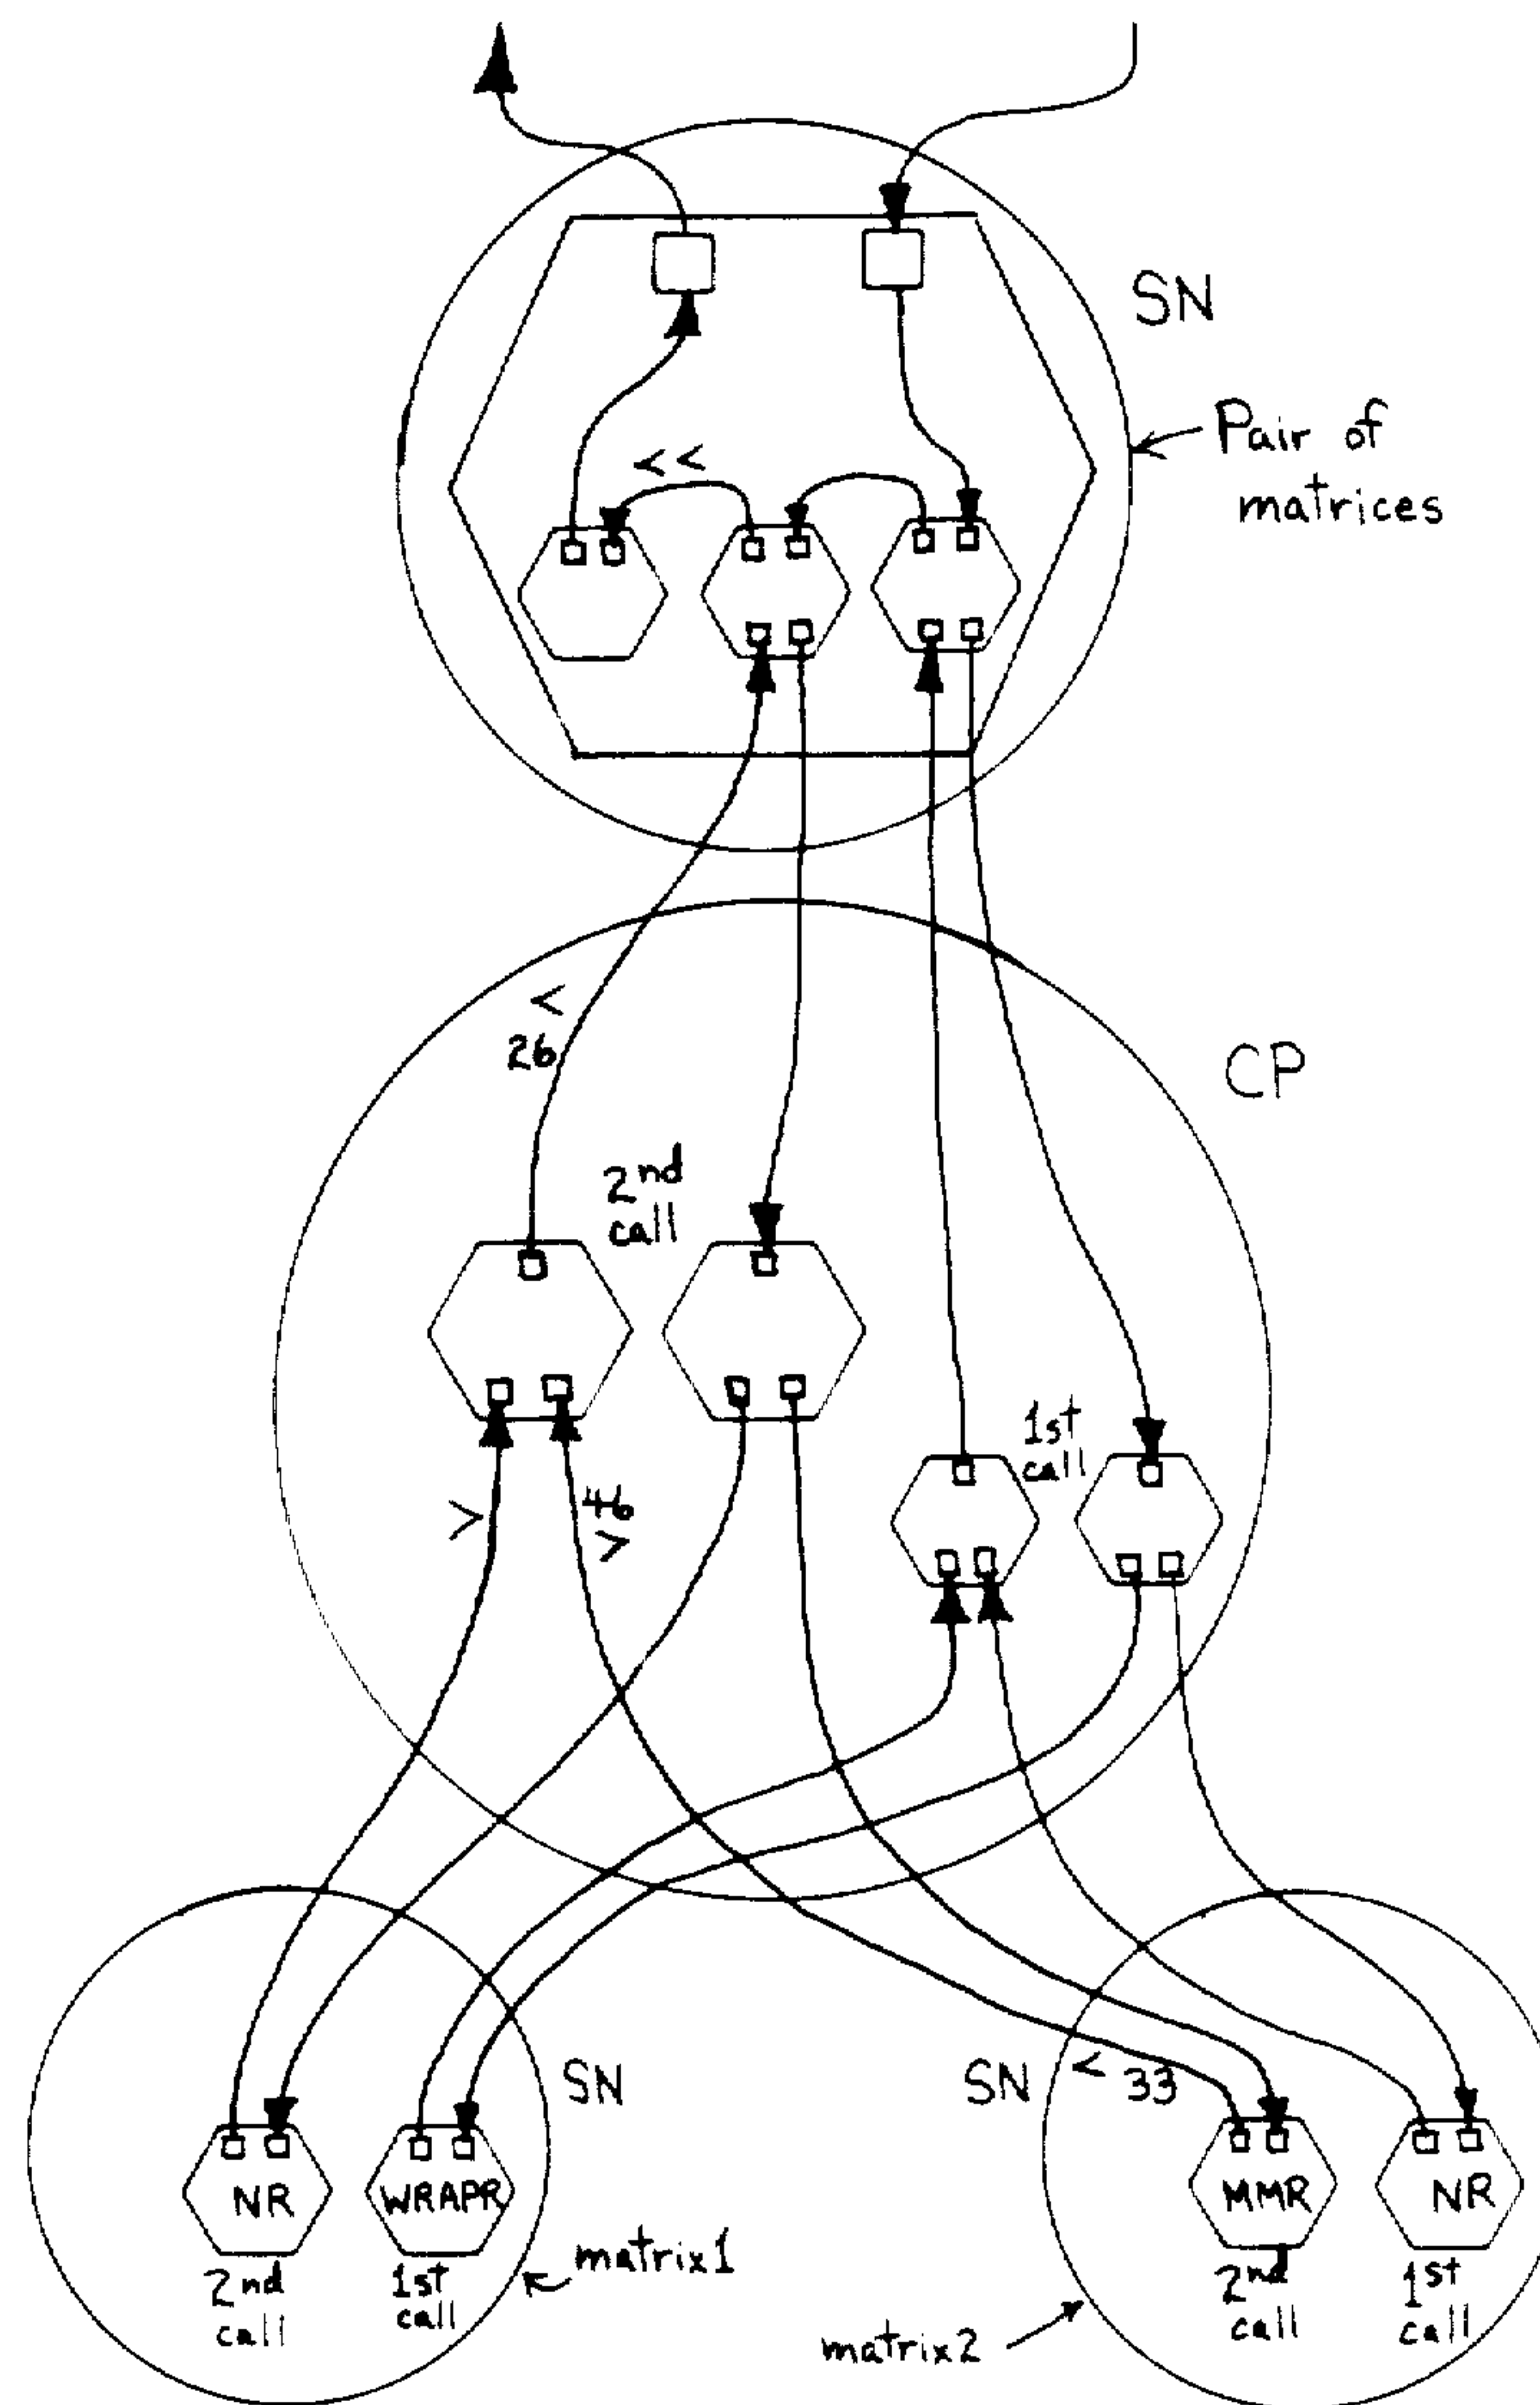 SN
Pair of
matrices
<<
<
26
CP
2nd
call
1st
call
>
#6
>
SN
SN
< 33
NR
WRAPR
MMR
NR
2nd
call
1st
call
matrix1
2nd
call
1st
call
matrix2